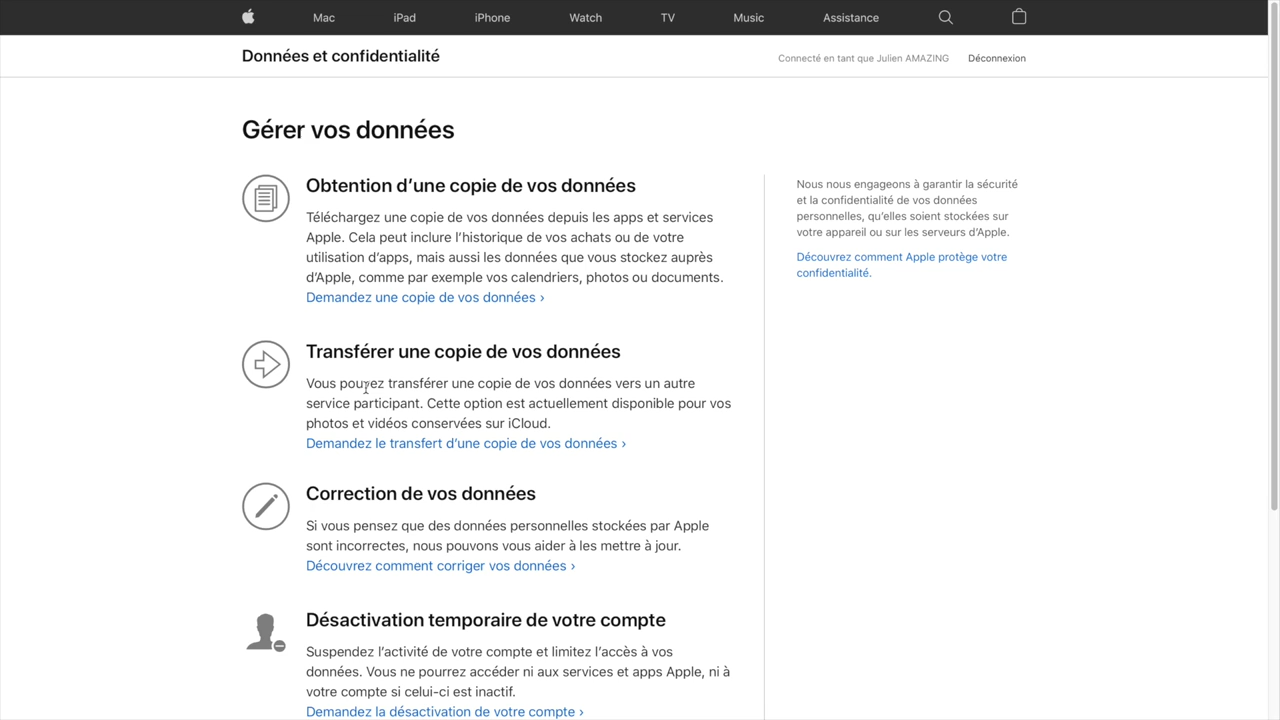 Mac iPad iPhone Watch TV Music Assistance
Données et confidentialité
Connecté en tant que Julien AMAZING Déconnexion
Gérer vos données
Obtention d’une copie de vos données
Téléchargez une copie de vos données depuis les apps et services
Apple. Cela peut inclure l’historique de vos achats ou de votre
utilisation d’apps, mais aussi les données que vous stockez auprès
d’Apple, comme par exemple vos calendriers, photos ou documents.
Demandez une copie de vos données ›
Transférer une copie de vos données
Vous pouvez transférer une copie de vos données vers un autre
service participant. Cette option est actuellement disponible pour vos
photos et vidéos conservées sur iCloud.
Demandez le transfert d’une copie de vos données ›
Correction de vos données
Si vous pensez que des données personnelles stockées par Apple
sont incorrectes, nous pouvons vous aider à les mettre à jour.
Découvrez comment corriger vos données ›
Désactivation temporaire de votre compte
Suspendez l’activité de votre compte et limitez l’accès à vos
données. Vous ne pourrez accéder ni aux services et apps Apple, ni à
votre compte si celui-ci est inactif.
Demandez la désactivation de votre compte ›
Nous nous engageons à garantir la sécurité
et la confidentialité de vos données
personnelles, qu’elles soient stockées sur
votre appareil ou sur les serveurs d’Apple.
Découvrez comment Apple protège votre
confidentialité.